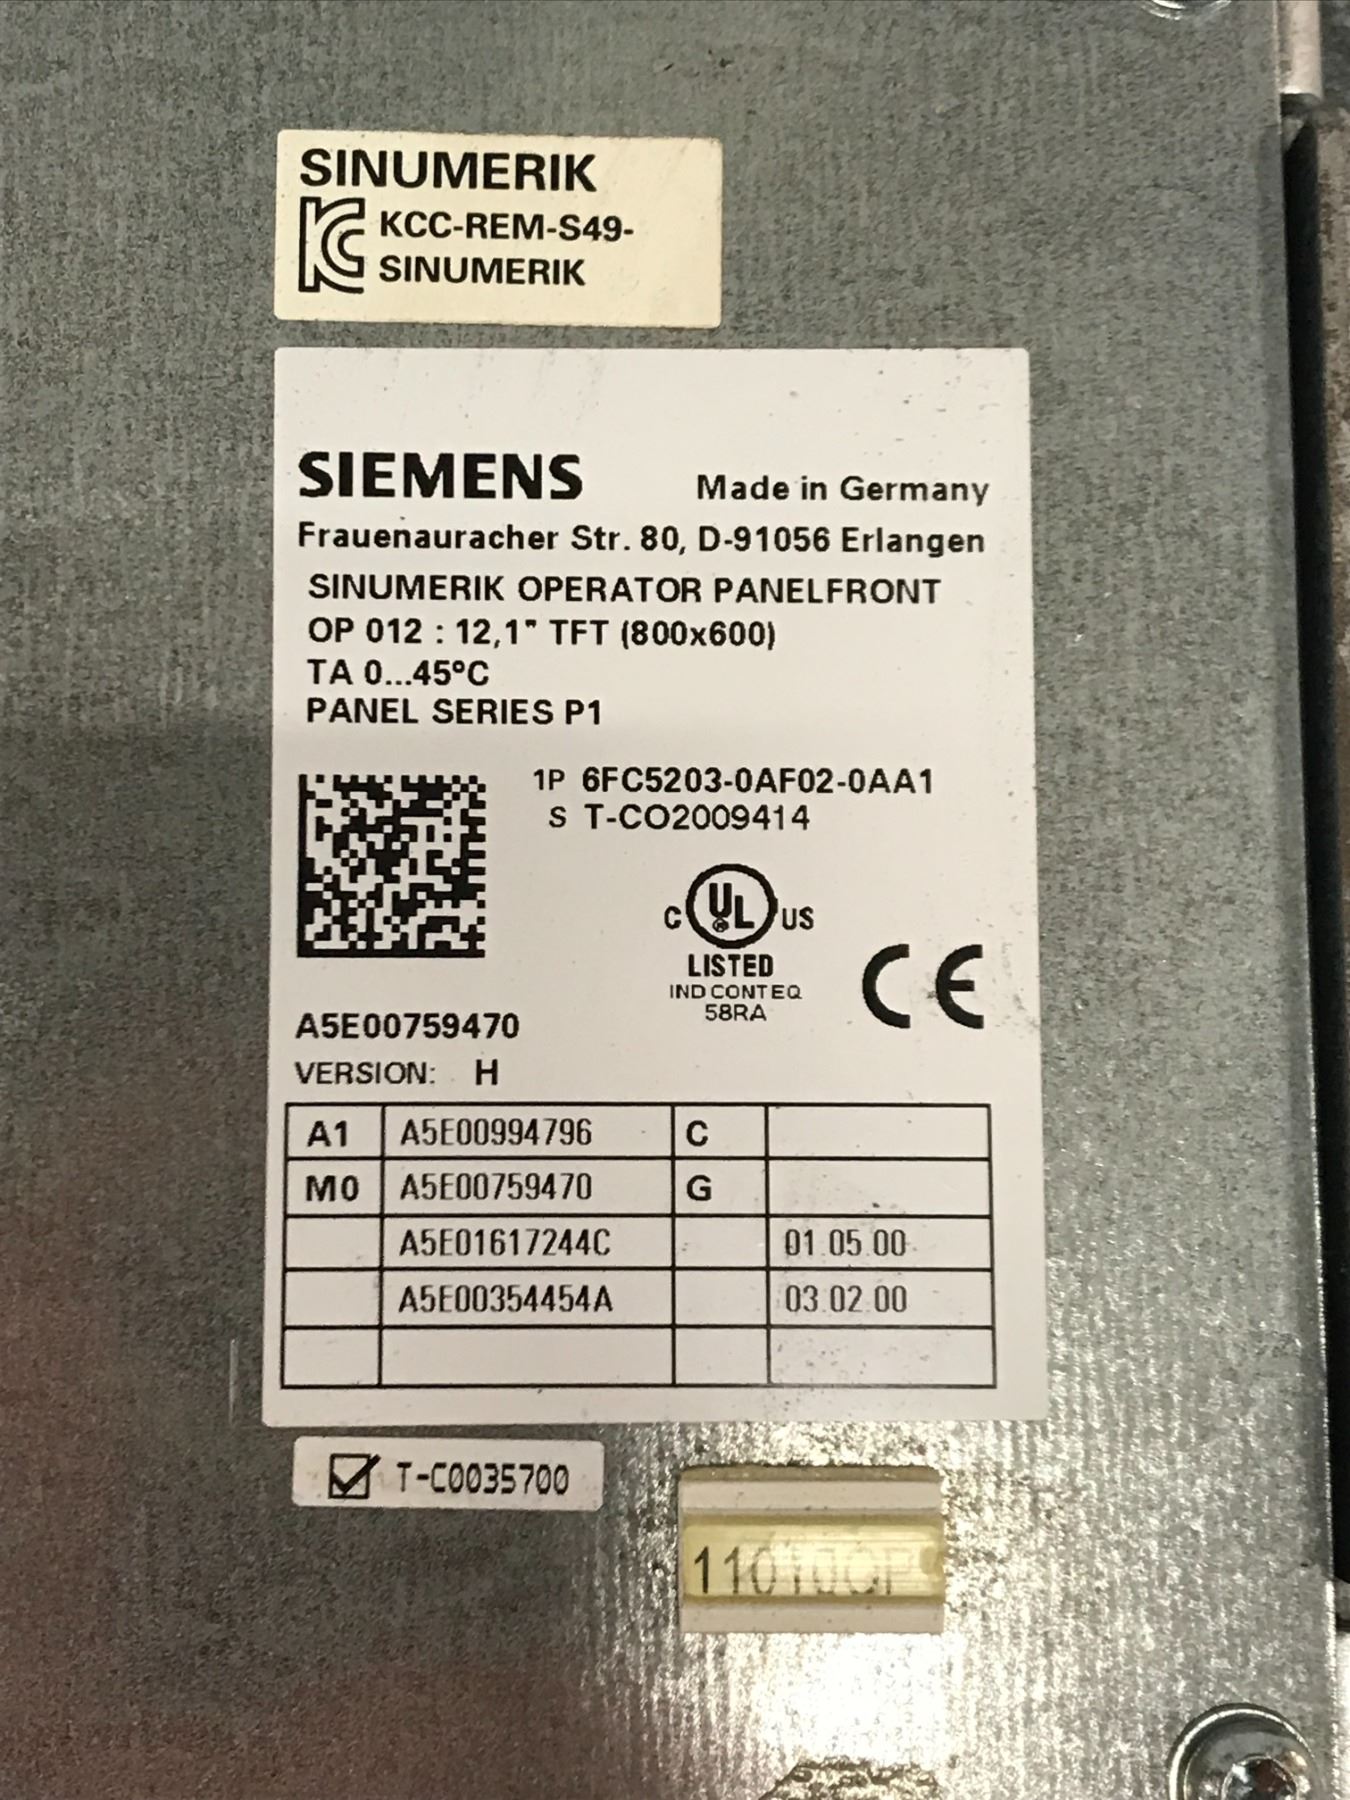 SINUMERIK
KCC-REM-S49-
SINUMERIK
SIEMENS Made in Germany
Frauenauracher Str. 80, D-91056 Erlangen
SINUMERIK OPERATOR PANELFRONT
OP 012 : 12,1" TFT (800x600)
TA 0...45ºC
PANEL SERIES P1
1P 6FC5203-0AF02-0AA1
S T-CO2009414
C UL ® US
LISTED
IND CONT EQ
58RA
CE
A5E00759470
VERSION: H
A1 A5E00994796 C
M0 A5E00759470 G
A5E01617244C 01.05.00
A5E00354454A 03.02.00
T-C0035700